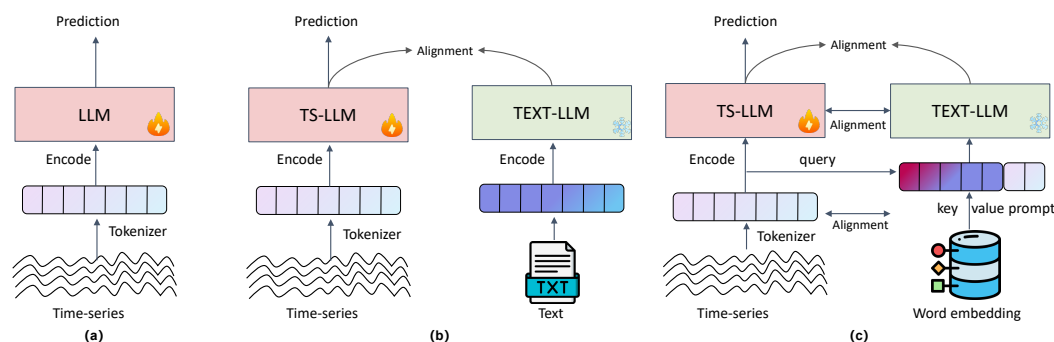 Prediction
LLM
Encode
Tokenizer
Time-series
(a)
Prediction
Alignment
TS-LLM
TEXT-LLM
Encode
Encode
Tokenizer
TXT
Time-series
Text
(b)
Prediction
Alignment
TS-LLM
TEXT-LLM
Alignment
Encode
query
key value prompt
Tokenizer
Alignment
Time-series
Word embedding
(c)